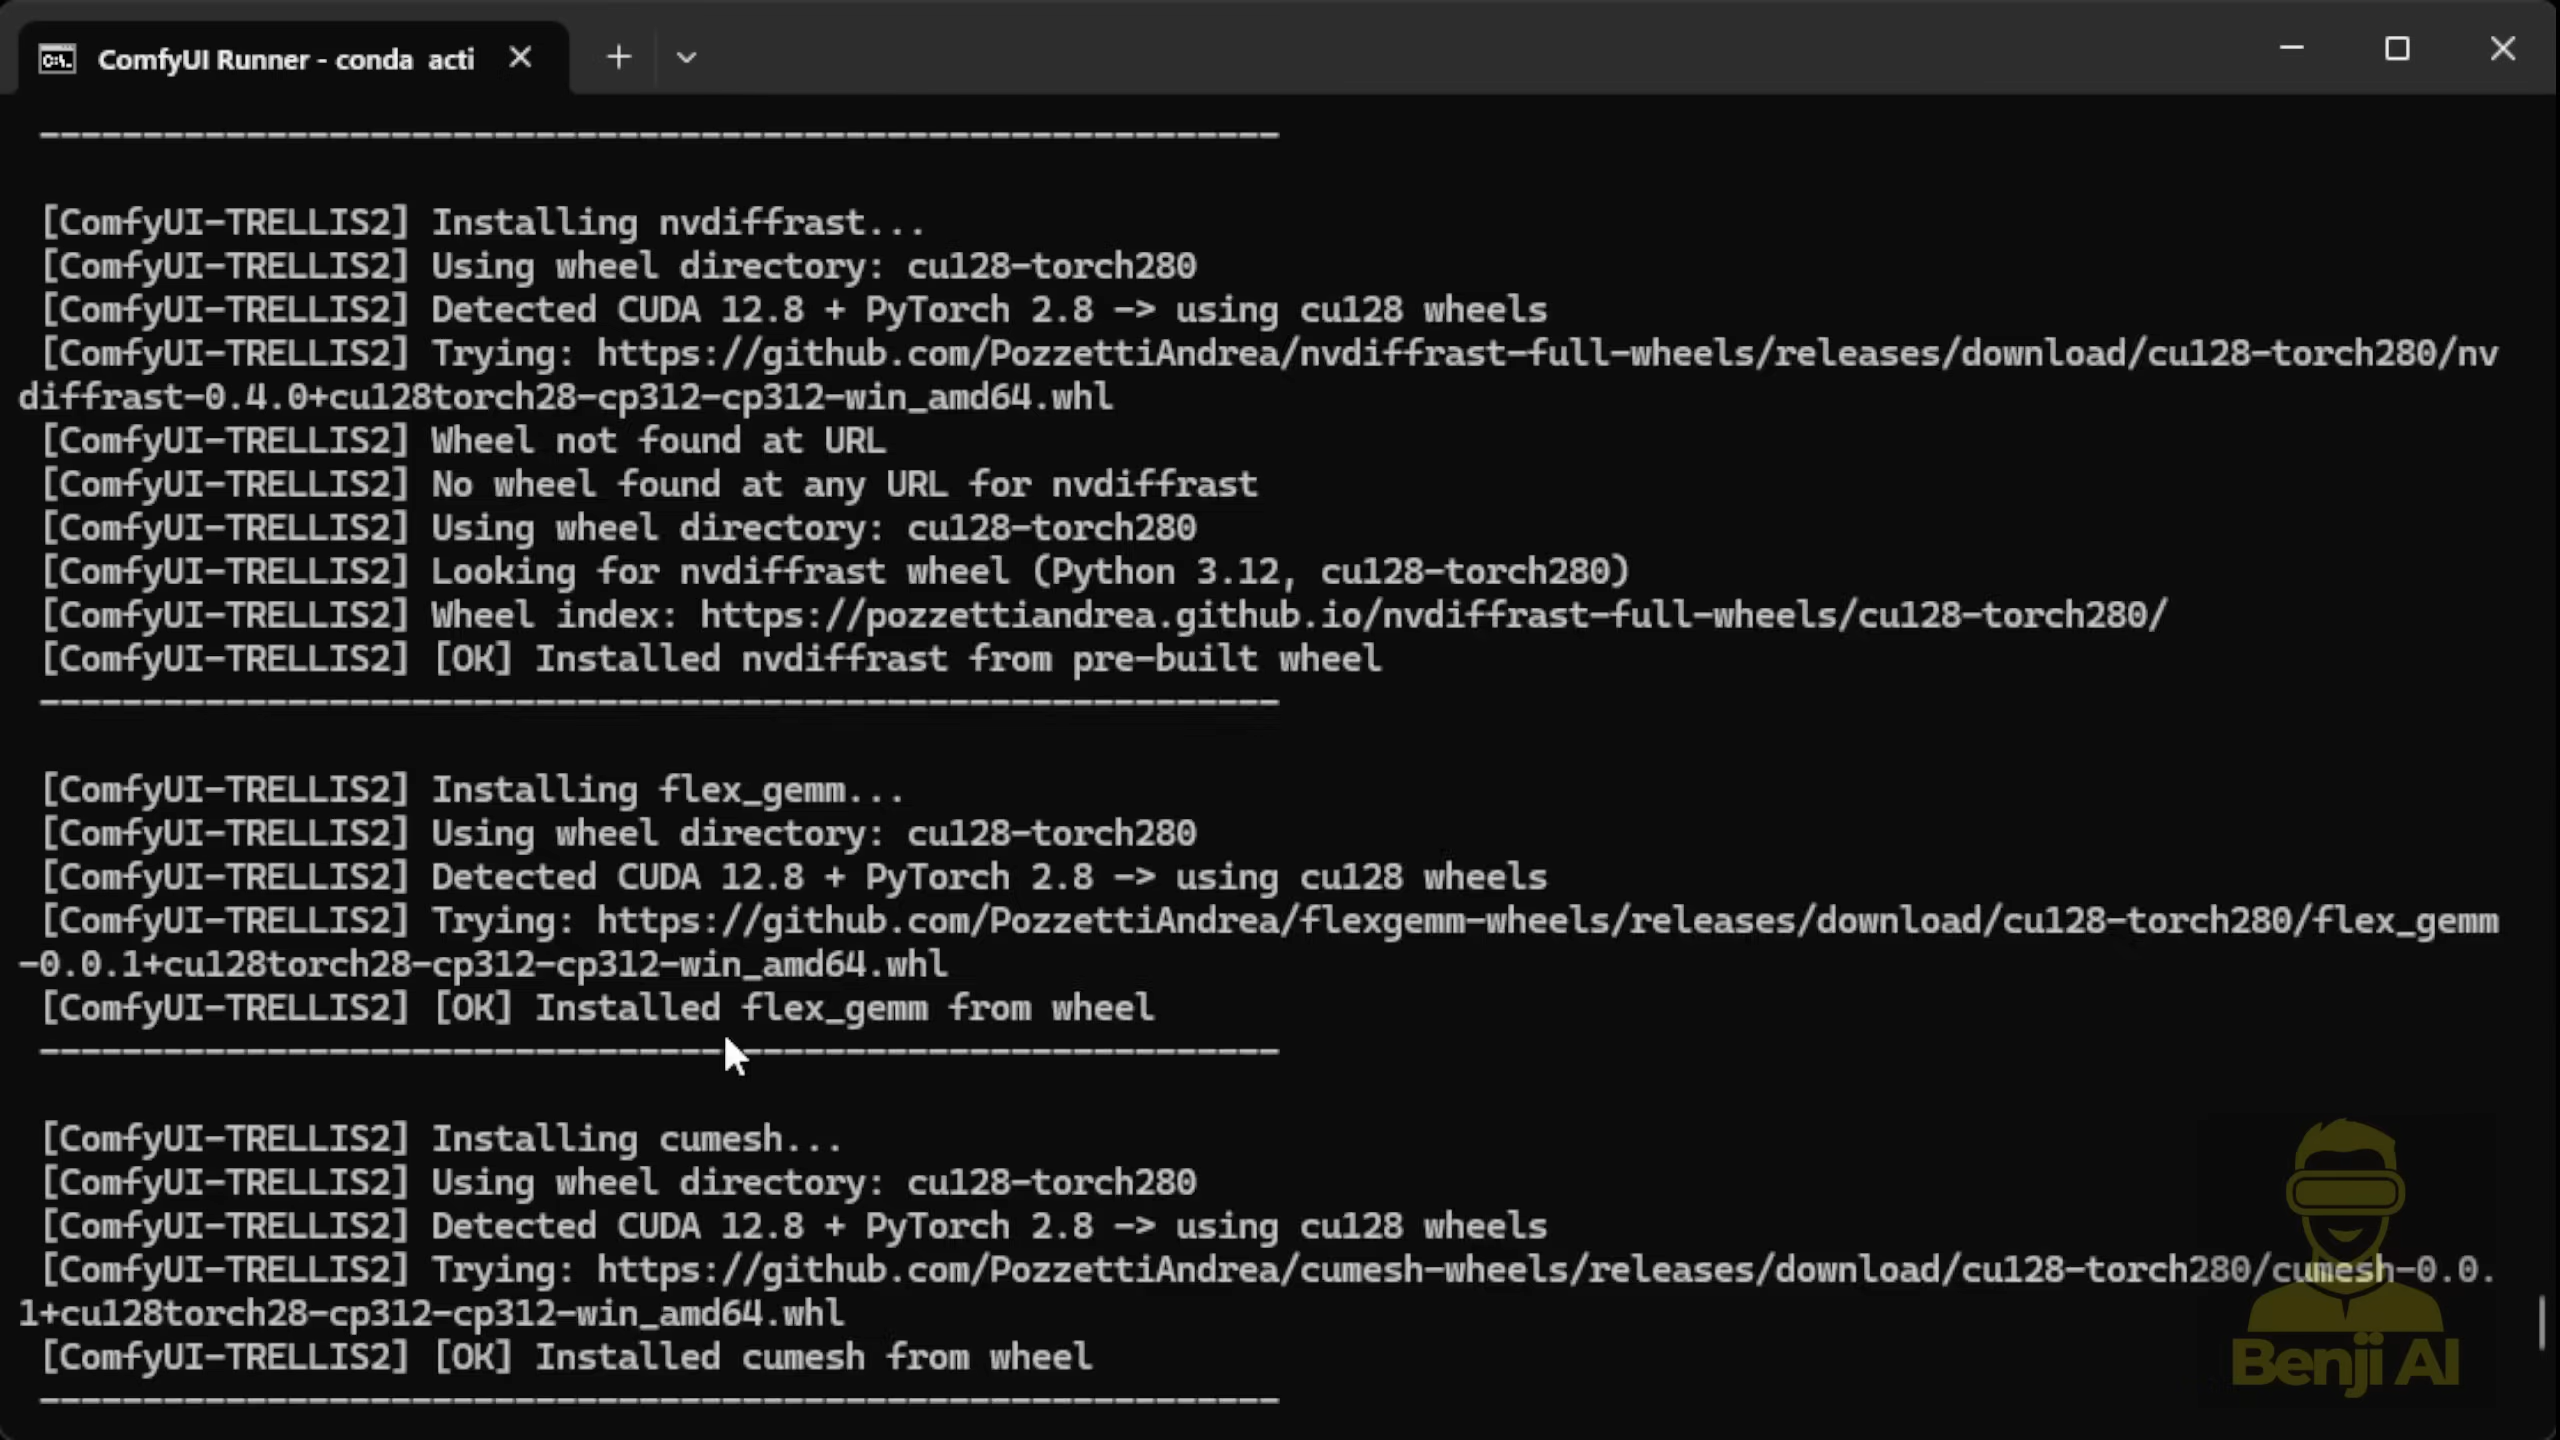 ComfyUI Runner - conda acti
------------------------------------------------------------
[ComfyUI-TRELLIS2] Installing nvdiffrast...
[ComfyUI-TRELLIS2] Using wheel directory: cu128-torch280
[ComfyUI-TRELLIS2] Detected CUDA 12.8 + PyTorch 2.8 -> using cu128 wheels
[ComfyUI-TRELLIS2] Trying: https://github.com/PozzettiAndrea/nvdiffrast-full-wheels/releases/download/cu128-torch280/nv
diffrast-0.4.0+cu128torch28-cp312-cp312-win_amd64.whl
[ComfyUI-TRELLIS2] Wheel not found at URL
[ComfyUI-TRELLIS2] No wheel found at any URL for nvdiffrast
[ComfyUI-TRELLIS2] Using wheel directory: cu128-torch280
[ComfyUI-TRELLIS2] Looking for nvdiffrast wheel (Python 3.12, cu128-torch280)
[ComfyUI-TRELLIS2] Wheel index: https://pozzettiandrea.github.io/nvdiffrast-full-wheels/cu128-torch280/
[ComfyUI-TRELLIS2] [OK] Installed nvdiffrast from pre-built wheel
------------------------------------------------------------
[ComfyUI-TRELLIS2] Installing flex_gemm...
[ComfyUI-TRELLIS2] Using wheel directory: cu128-torch280
[ComfyUI-TRELLIS2] Detected CUDA 12.8 + PyTorch 2.8 -> using cu128 wheels
[ComfyUI-TRELLIS2] Trying: https://github.com/PozzettiAndrea/flexgemm-wheels/releases/download/cu128-torch280/flex_gemm
-0.0.1+cu128torch28-cp312-cp312-win_amd64.whl
[ComfyUI-TRELLIS2] [OK] Installed flex_gemm from wheel
------------------------------------------------------------
[ComfyUI-TRELLIS2] Installing cumesh...
[ComfyUI-TRELLIS2] Using wheel directory: cu128-torch280
[ComfyUI-TRELLIS2] Detected CUDA 12.8 + PyTorch 2.8 -> using cu128 wheels
[ComfyUI-TRELLIS2] Trying: https://github.com/PozzettiAndrea/cumesh-wheels/releases/download/cu128-torch280/cumesh-0.0.
1+cu128torch28-cp312-cp312-win_amd64.whl
[ComfyUI-TRELLIS2] [OK] Installed cumesh from wheel
------------------------------------------------------------
Benji AI